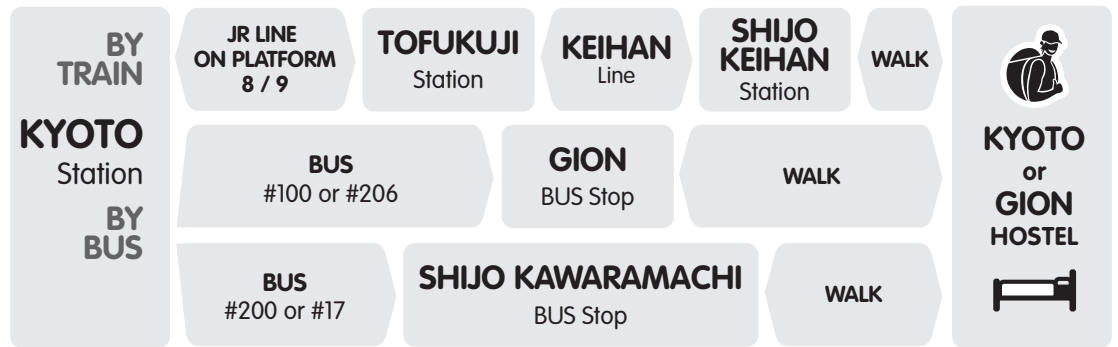 BY
TRAIN
KYOTO
Station
BY
BUS
JR LINE
ON PLATFORM
8 / 9
TOFUKUJI
Station
KEIHAN
Line
SHIJO
KEIHAN
Station
WALK
BUS
#100 or #206
GION
BUS Stop
WALK
BUS
#200 or #17
SHIJO KAWARAMACHI
BUS Stop
WALK
KYOTO
or
GION
HOSTEL